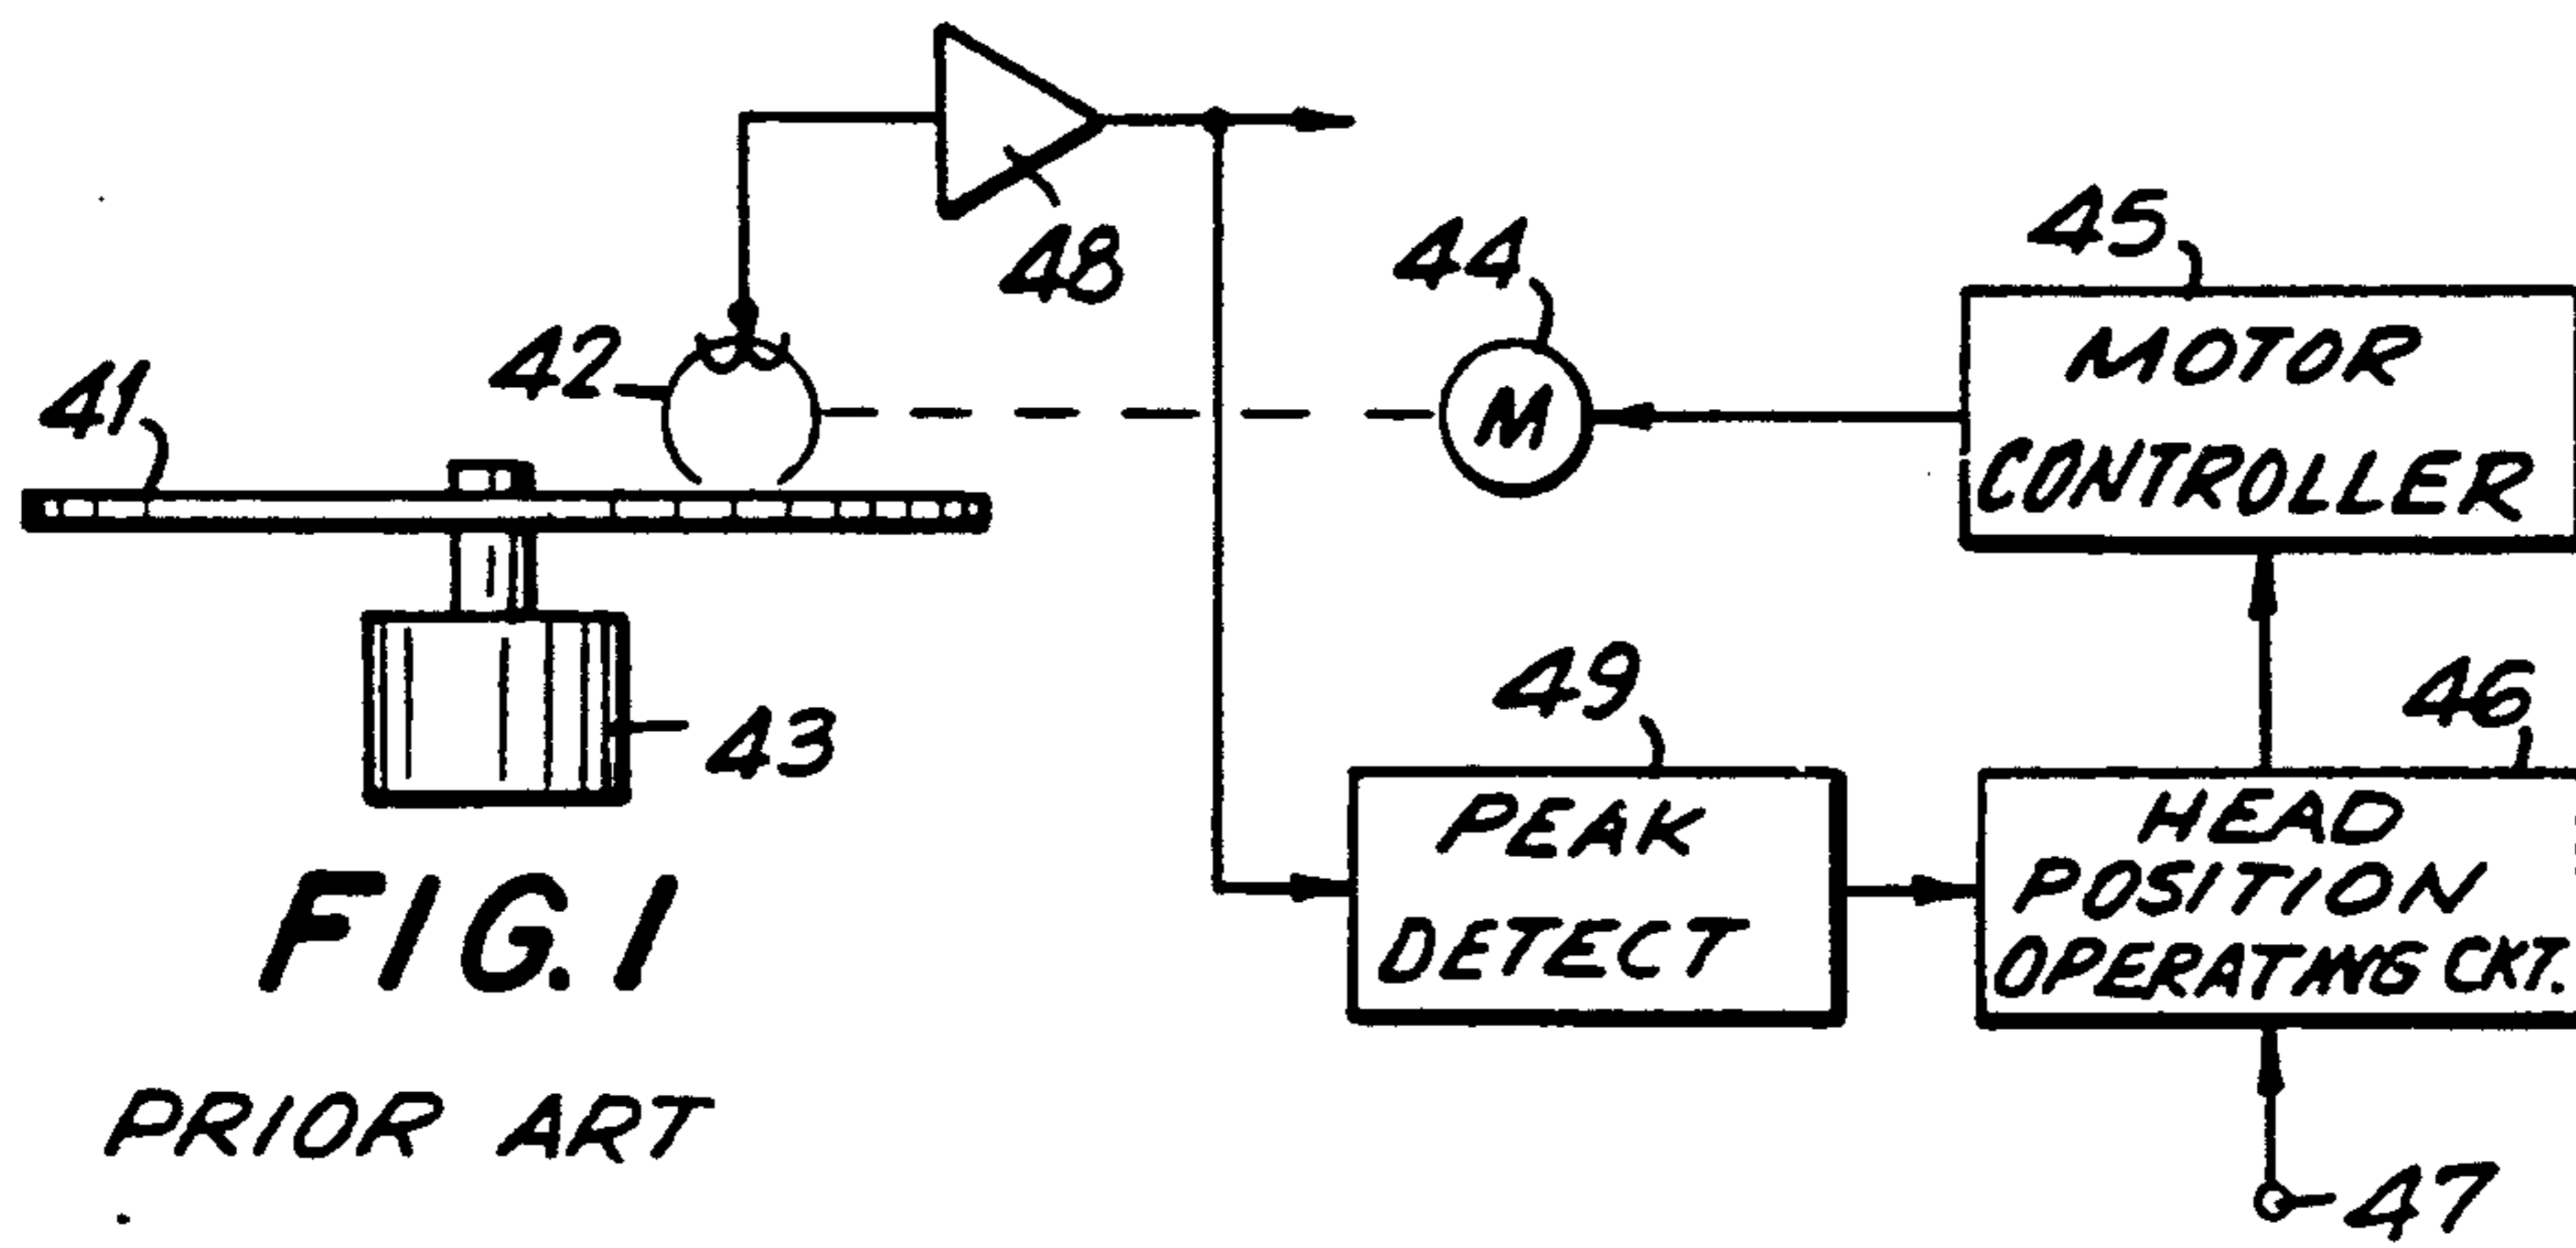 48
45
44
42
41
M
MOTOR
CONTROLLER
49
46
43
PEAK
DETECT
HEAD
POSITION
OPERATING CKT.
FIG. 1
PRIOR ART
47